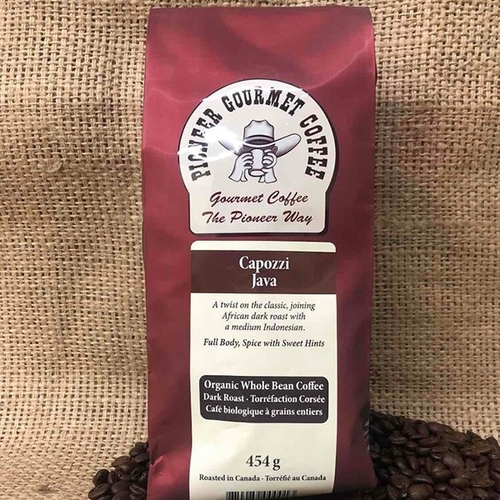 PIONEER GOURMET COFFEE
Gourmet Coffee
The Pioneer Way
Capozzi
Java
A twist on the classic, joining
African dark roast with
a medium Indonesian.
Full Body, Spice with Sweet Hints
Organic Whole Bean Coffee
Dark Roast · Torréfaction Corsée
Café biologique à grains entiers
454 g
Roasted in Canada · Torréfié au Canada